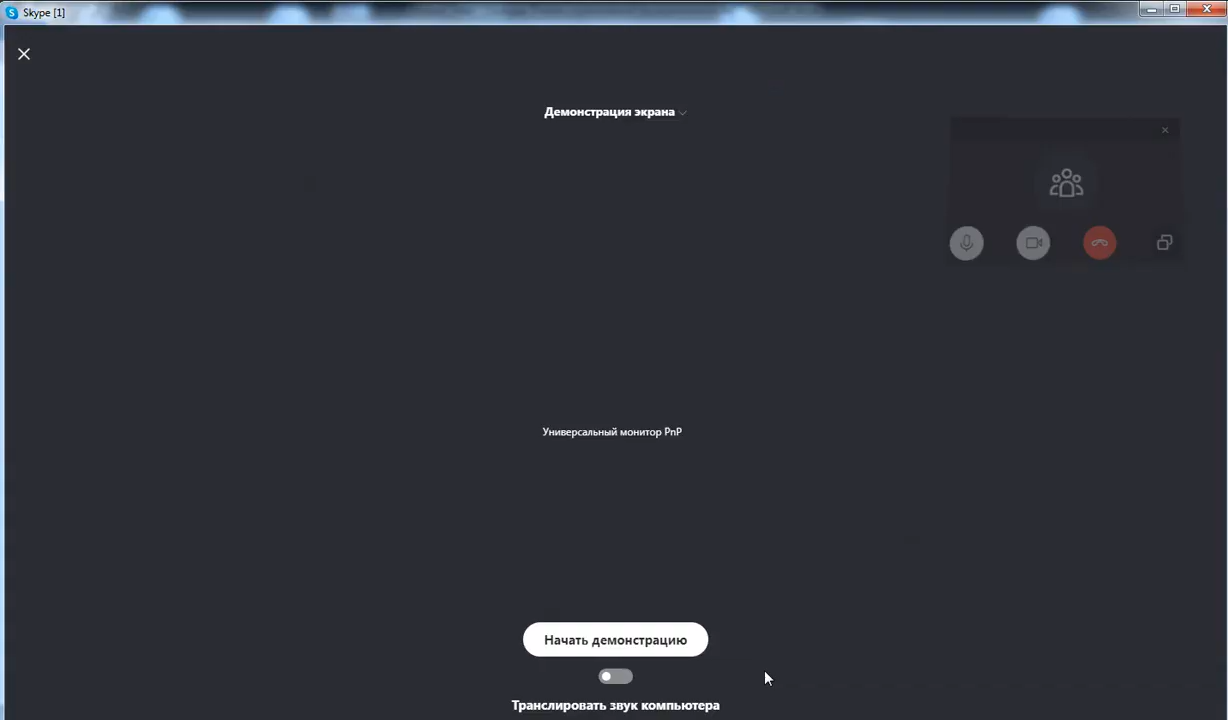 Skype [1]
Демонстрация экрана
Универсальный монитор PnP
Начать демонстрацию
Транслировать звук компьютера